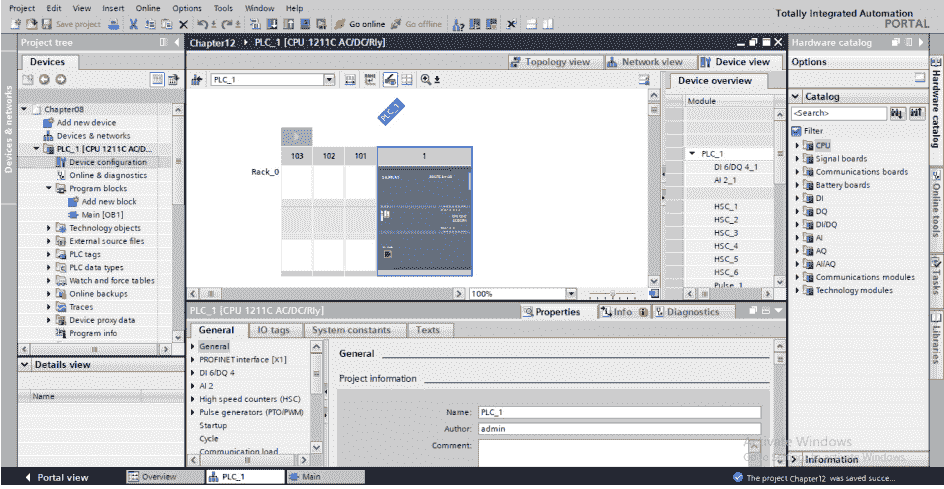 Project Edit View Insert Online Options Tools Window Help
Totally Integrated Automation
PORTAL
Save project Go online Go offline
Project tree
Chapter12 PLC_1 [CPU 1211C AC/DC/Rly]
Hardware catalog
Devices
Topology view Network view Device view
Options
PLC_1
100%
Device overview
Module
PLC_1
DI 6/DQ 4_1
AI 2_1
HSC_1
HSC_2
HSC_3
HSC_4
HSC_5
HSC_6
Pulse_1
PLC_1
103 102 101 1
Rack_0
Chapter08
Add new device
Devices & networks
PLC_1 [CPU 1211C AC/D...
Device configuration
Online & diagnostics
Program blocks
Add new block
Main [OB1]
Technology objects
External source files
PLC tags
PLC data types
Watch and force tables
Online backups
Traces
Device proxy data
Program info
Details view
Name
Devices & networks
Catalog
<Search>
Filter
CPU
Signal boards
Communications boards
Battery boards
DI
DQ
DI/DQ
AI
AQ
AI/AQ
Communications modules
Technology modules
Information
Hardware catalog
Online tools
Tasks
Libraries
PLC_1 [CPU 1211C AC/DC/Rly]
Properties Info Diagnostics
General IO tags System constants Texts
General
PROFINET interface [X1]
DI 6/DQ 4
AI 2
High speed counters (HSC)
Pulse generators (PTO/PWM)
Startup
Cycle
Communication load
General
Project information
Name: PLC_1
Author: admin
Comment:
Activate Windows
Portal view Overview PLC_1 Main
The project Chapter12 was saved succe...